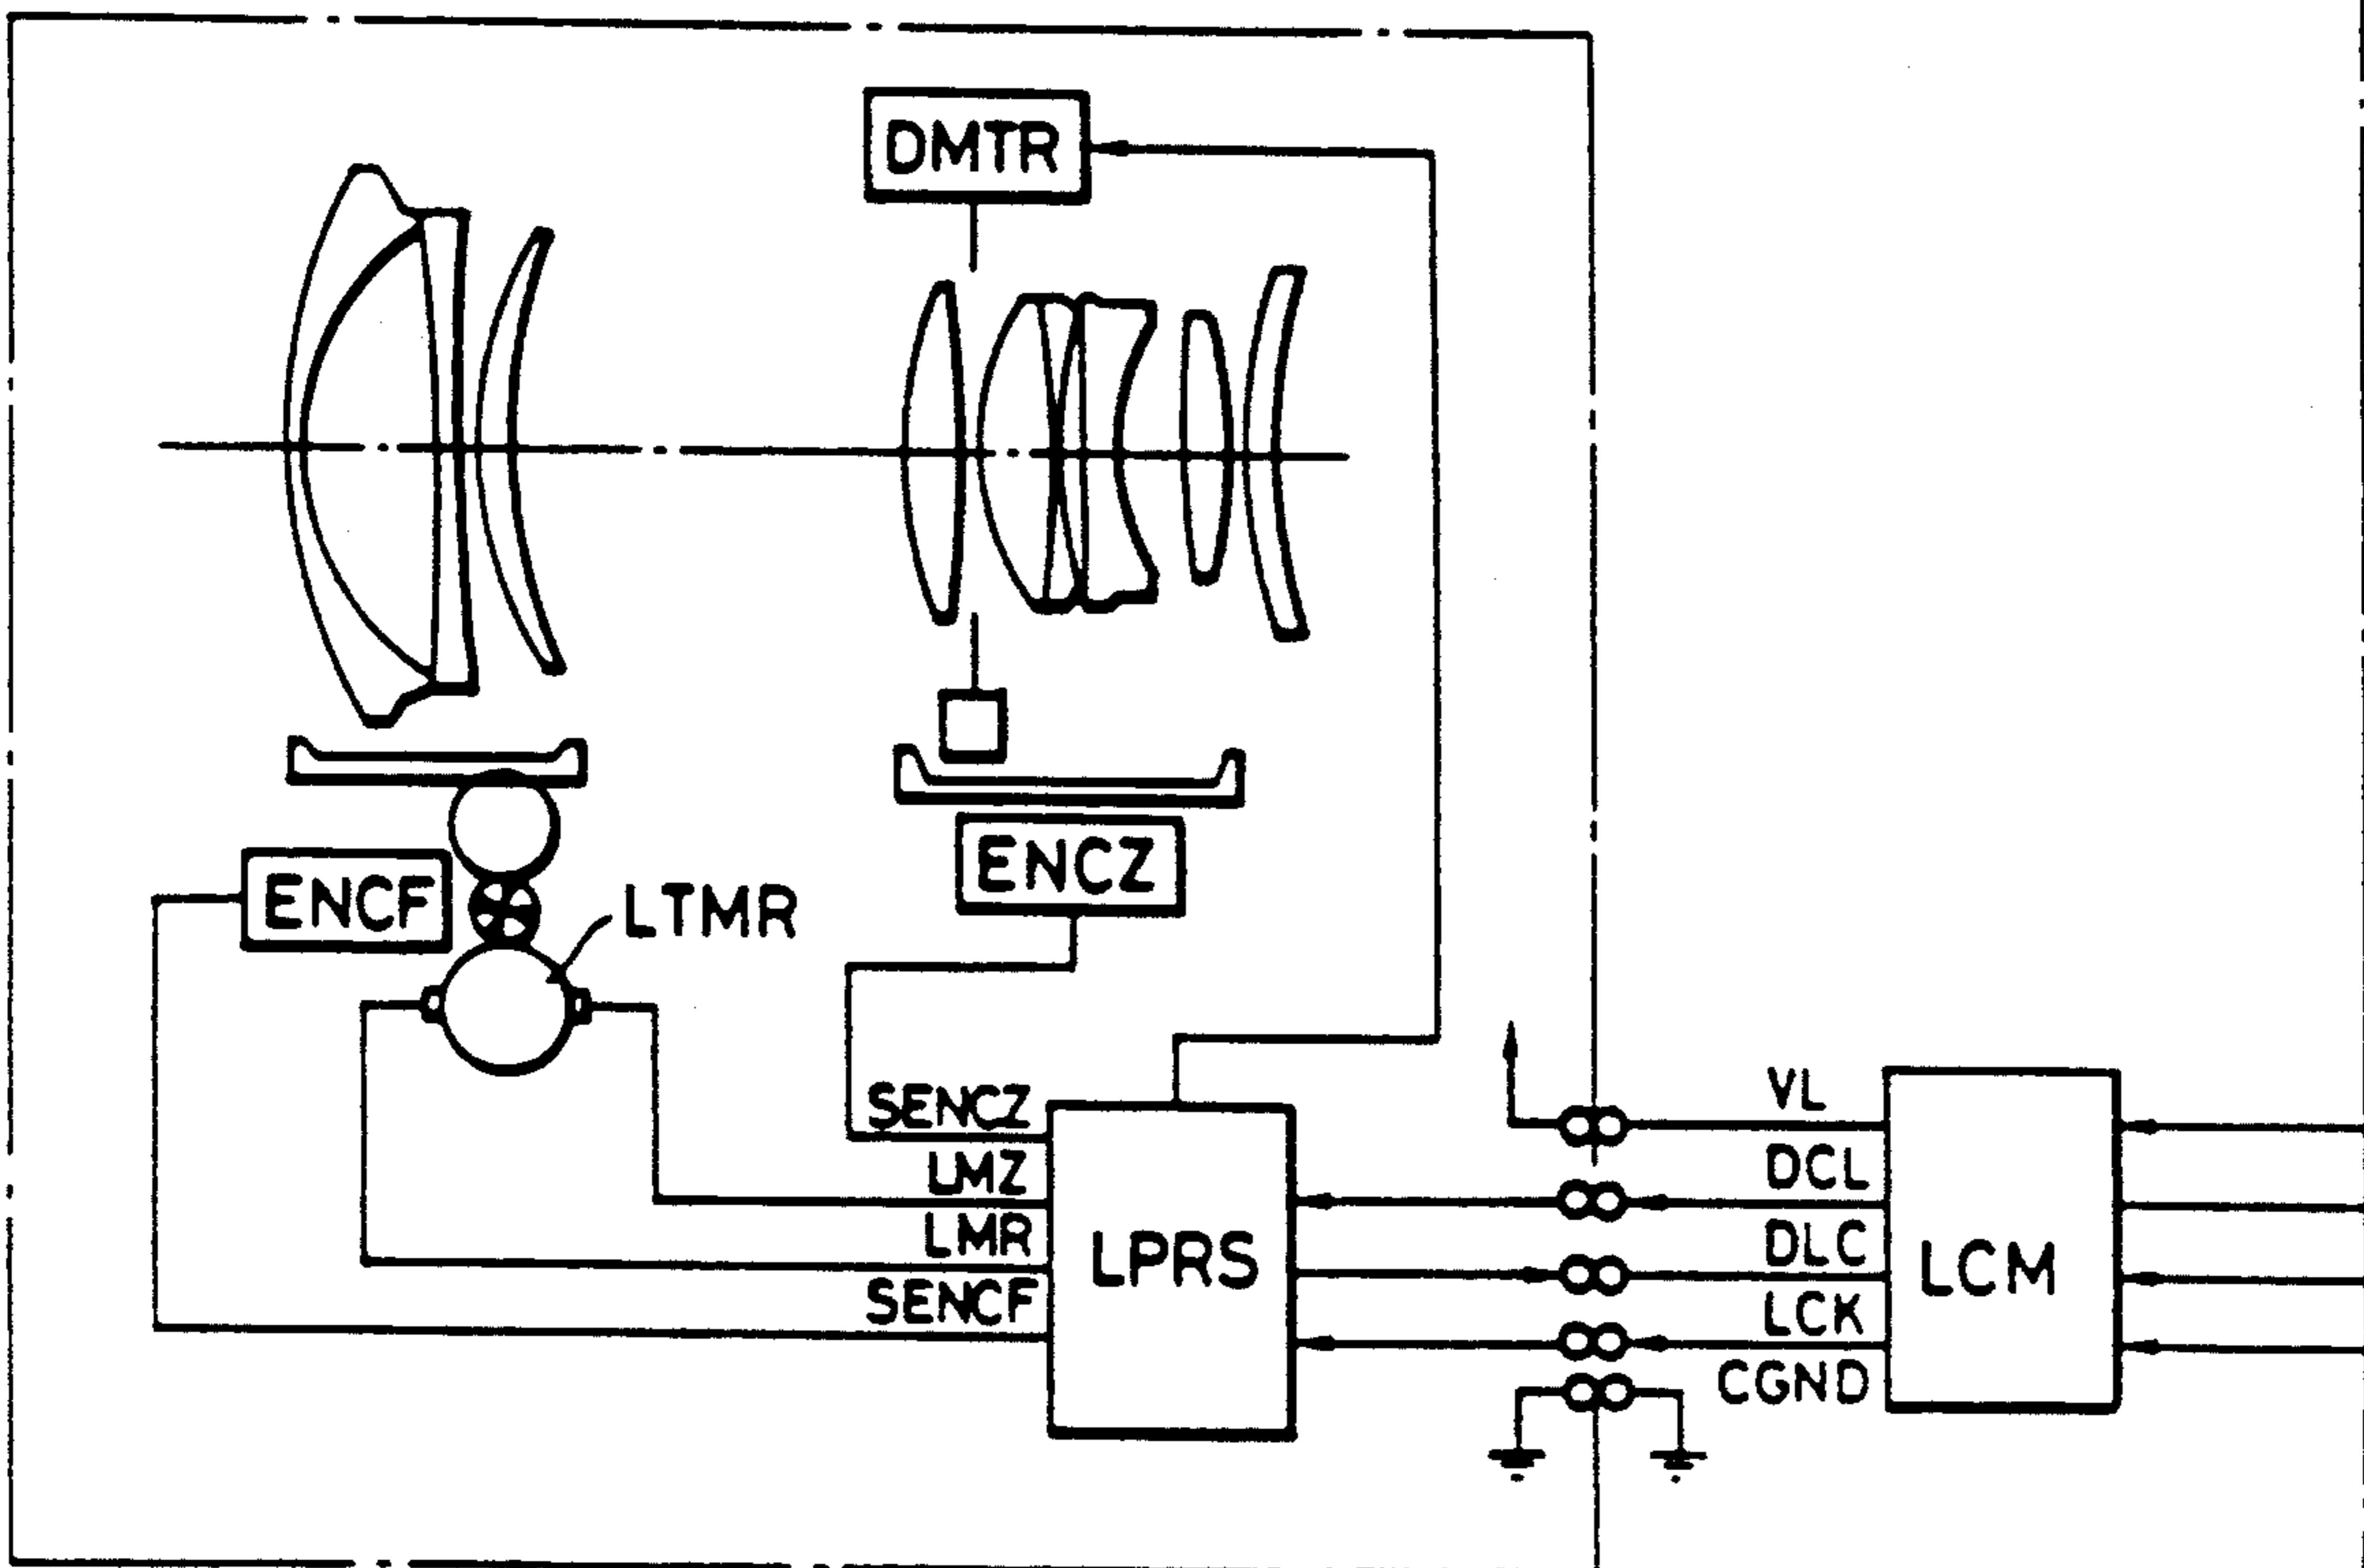 DMTR
ENCZ
ENCF
LTMR
SENCZ
LMZ
LMR
SENCF
LPRS
VL
DCL
DLC
LCK
CGND
LCM